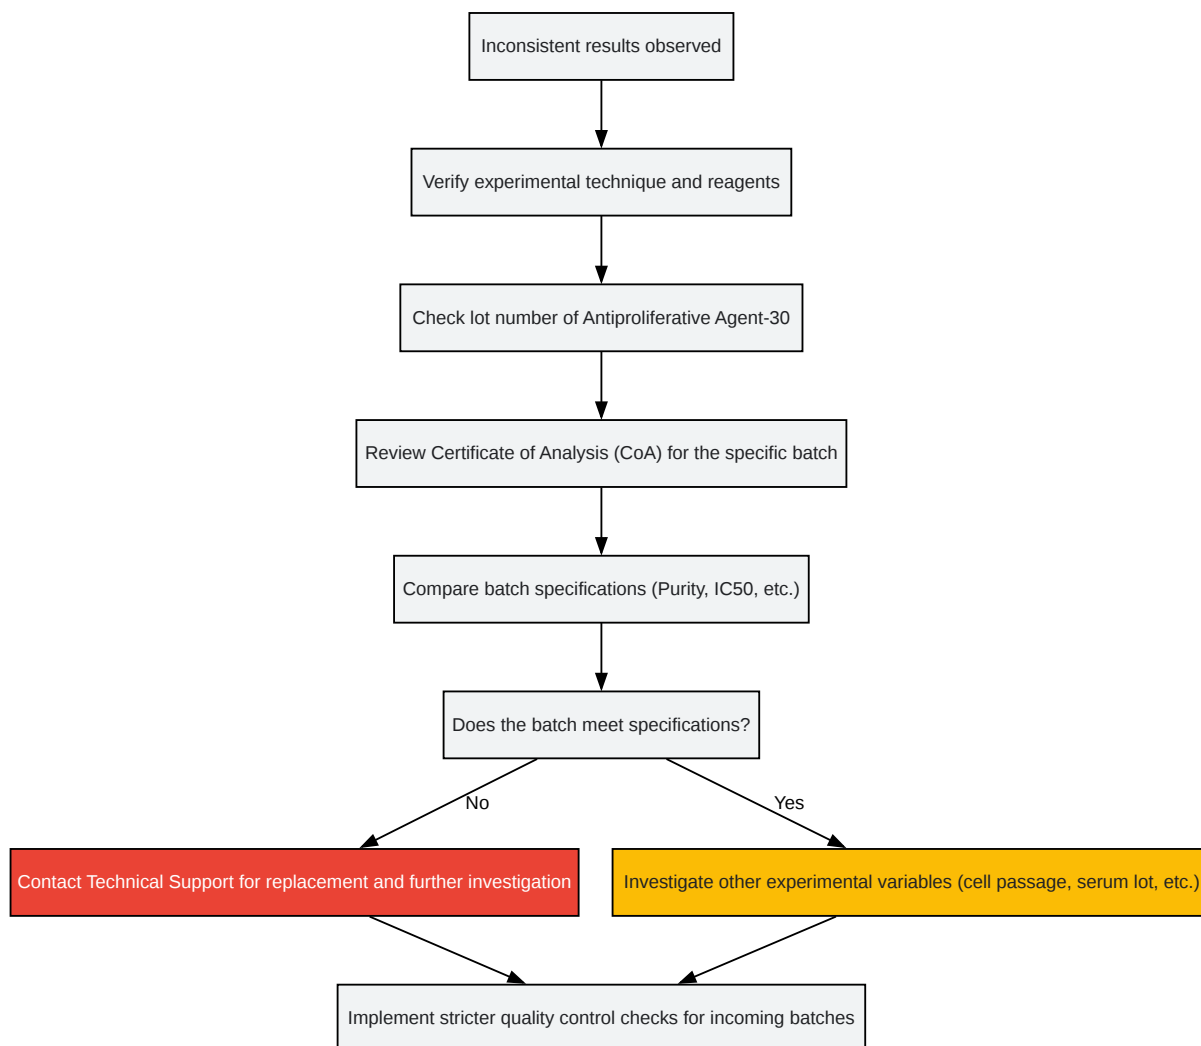 Inconsistent results observed
Verify experimental technique and reagents
Check lot number of Antiproliferative Agent-30
Review Certificate of Analysis (CoA) for the specific batch
Compare batch specifications (Purity, IC50, etc.)
Does the batch meet specifications?
No
Yes
Contact Technical Support for replacement and further investigation
Investigate other experimental variables (cell passage, serum lot, etc.)
Implement stricter quality control checks for incoming batches